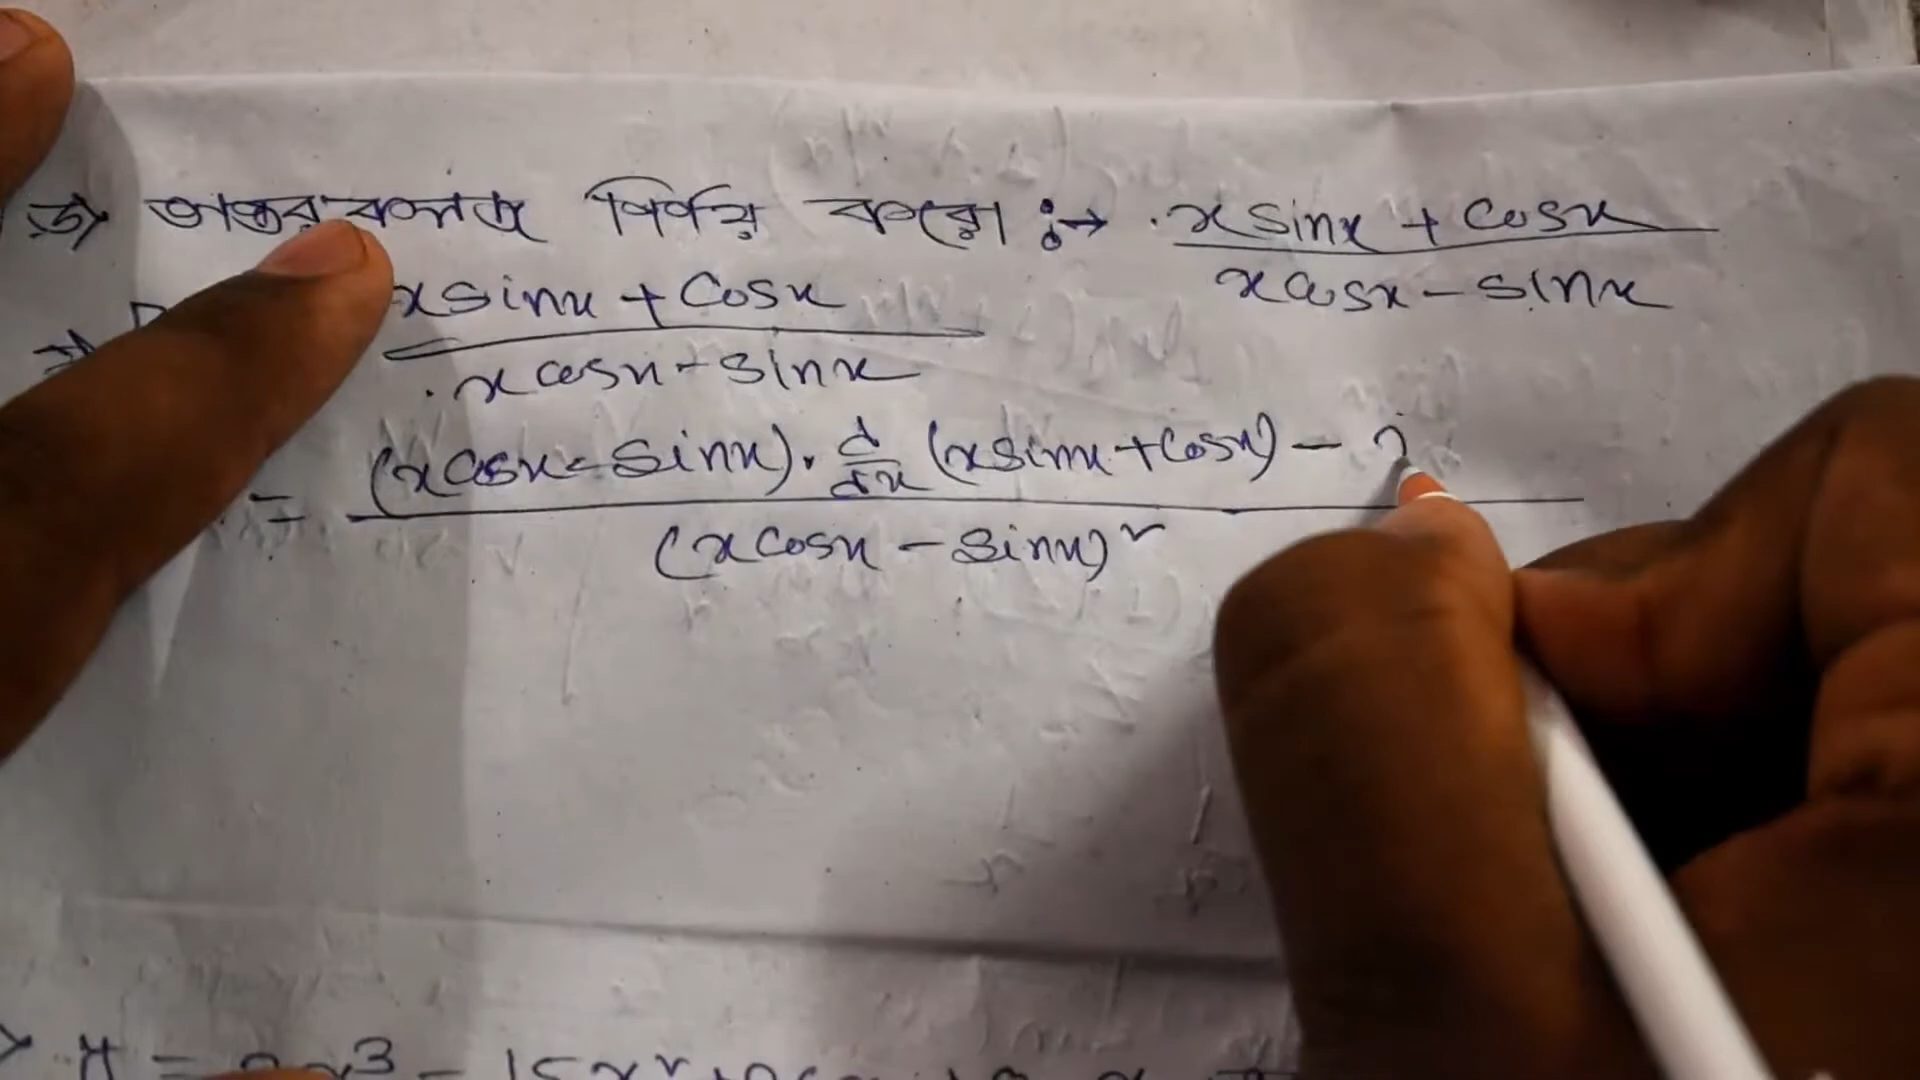 ড) অন্তরকলজ নির্ণয় করো :→ x sinx + cosx / x cosx - sinx
x sinx + cosx / x cosx - sinx
= (x cosx - sinx) . d/dx (x sinx + cosx) -
(x cosx - sinx)²